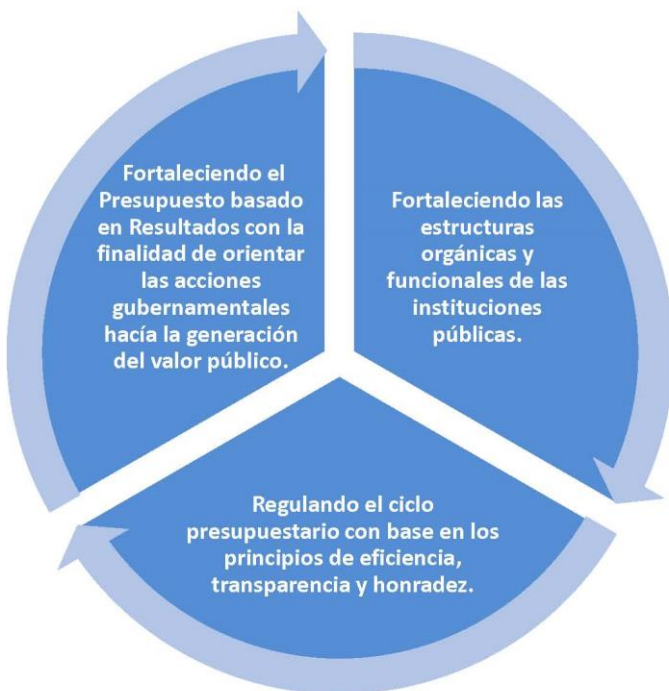 Fortaleciendo el
Presupuesto basado
en Resultados con la
finalidad de orientar
las acciones
gubernamentales
hacía la generación
del valor público.
Fortaleciendo las
estructuras
orgánicas y
funcionales de las
instituciones
públicas.
Regulando el ciclo
presupuestario con base en los
principios de eficiencia,
transparencia y honradez.